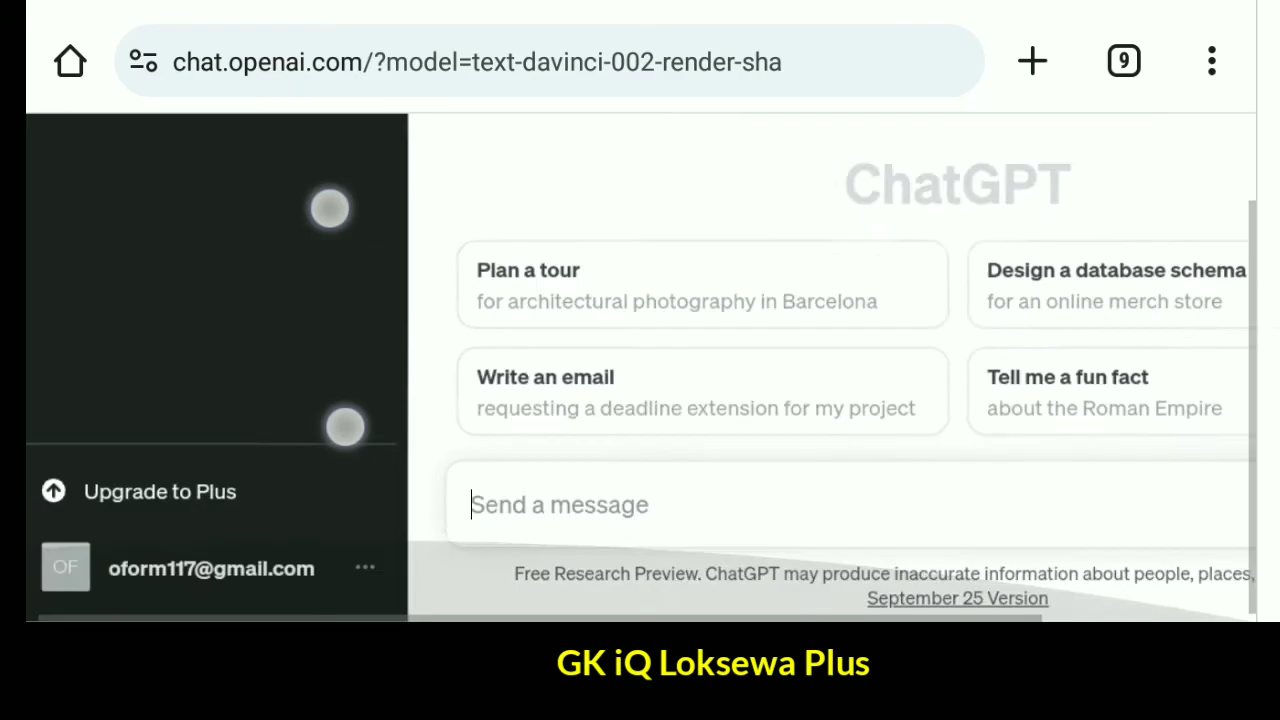 chat.openai.com/?model=text-davinci-002-render-sha
9
ChatGPT
Plan a tour
for architectural photography in Barcelona
Design a database schema
for an online merch store
Write an email
requesting a deadline extension for my project
Tell me a fun fact
about the Roman Empire
Upgrade to Plus
Send a message
OF
oform117@gmail.com
Free Research Preview. ChatGPT may produce inaccurate information about people, places,
September 25 Version
GK iQ Loksewa Plus